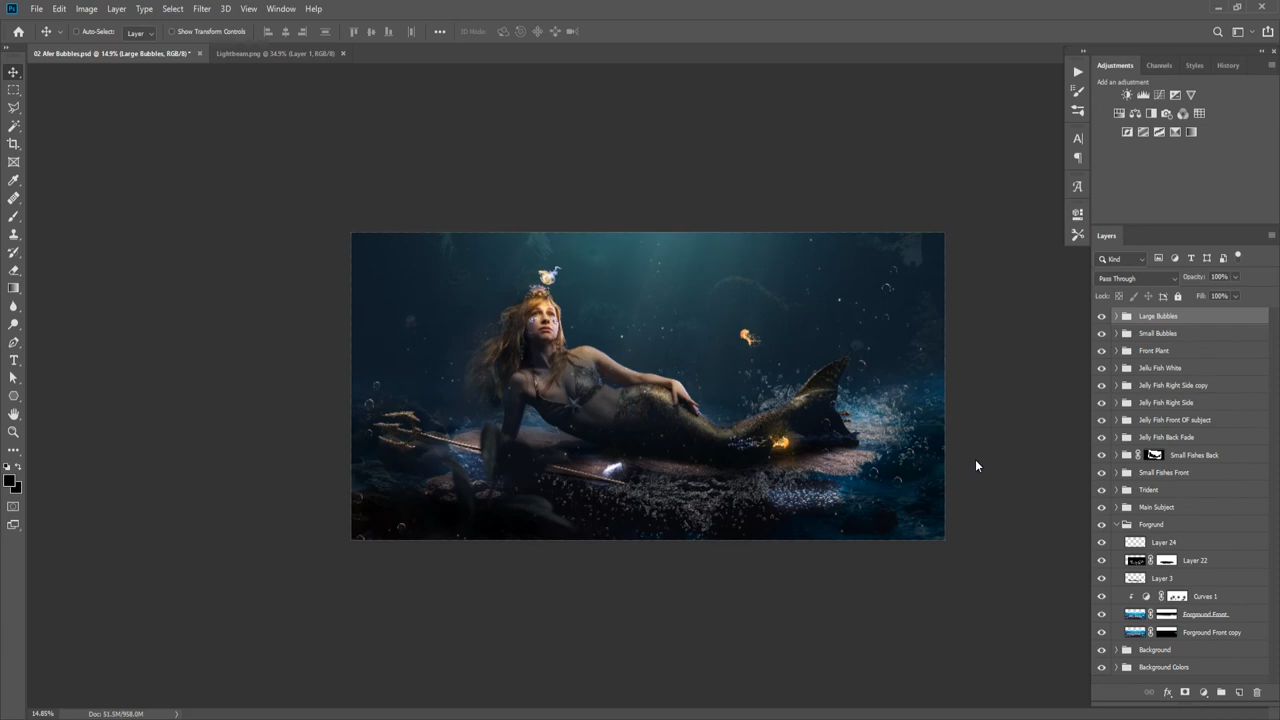 Ps File Edit Image Layer Type Select Filter 3D View Window Help
Auto-Select: Layer Show Transform Controls 3D Mode:
02 Afer Bubbles.psd @ 14.9% (Large Bubbles, RGB/8) * Lightbeam.png @ 34.9% (Layer 1, RGB/8)
Adjustments Channels Styles History
Add an adjustment
Layers
Kind
Pass Through Opacity: 100%
Lock: Fill: 100%
Large Bubbles
Small Bubbles
Front Plant
Jelly Fish White
Jelly Fish Right Side copy
Jelly Fish Right Side
Jelly Fish Front OF subject
Jelly Fish Back Fade
Small Fishes Back
Small Fishes Front
Trident
Main Subject
Forgrund
Layer 24
Layer 22
Layer 3
Curves 1
Forground Front
Forground Front copy
Background
Background Colors
14.85% Doc: 51.5M/958.0M